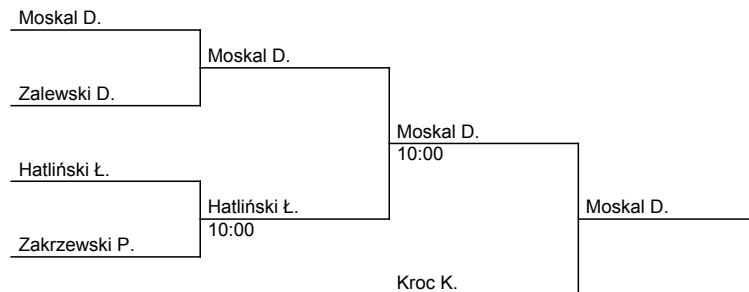 Moskal D.
Moskal D.
Zalewski D.
Moskal D.
10:00
Hatliński Ł.
Hatliński Ł.
10:00
Moskal D.
Zakrzewski P.
Kroc K.